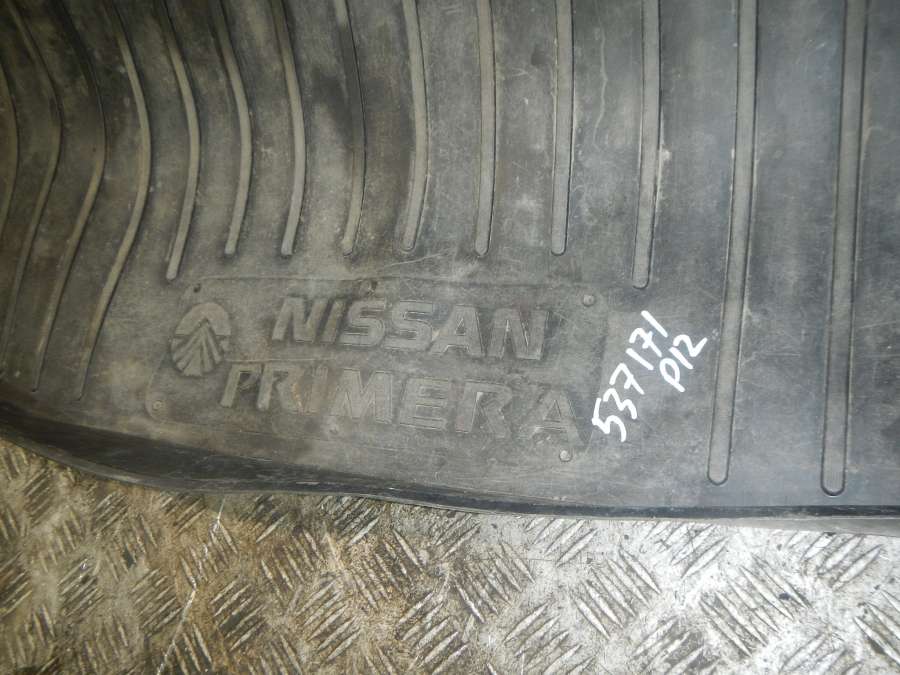 NISSAN
PRIMERA
537171
P12